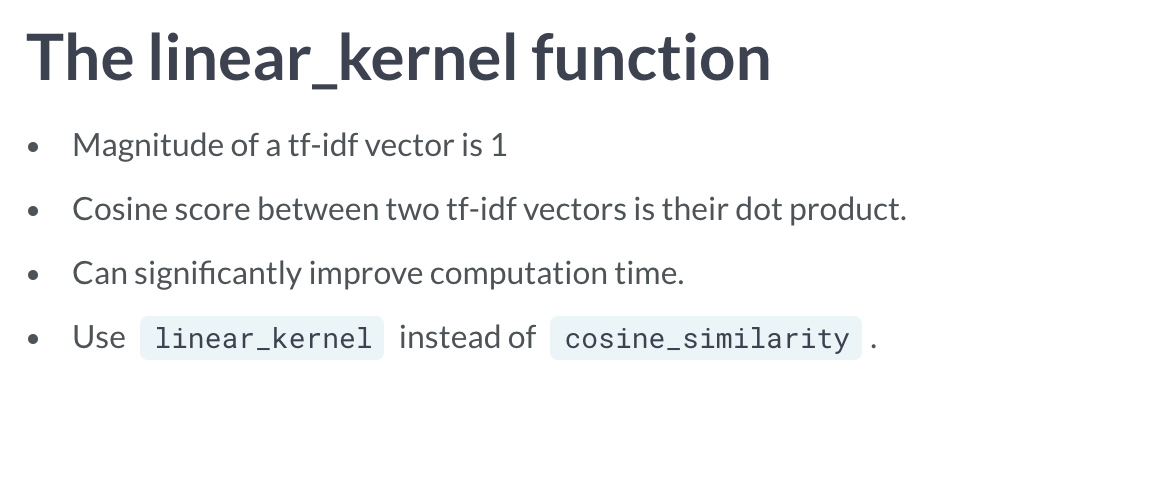 The linear_kernel function
• Magnitude of a tf-idf vector is 1
• Cosine score between two tf-idf vectors is their dot product.
• Can significantly improve computation time.
• Use linear_kernel instead of cosine_similarity .